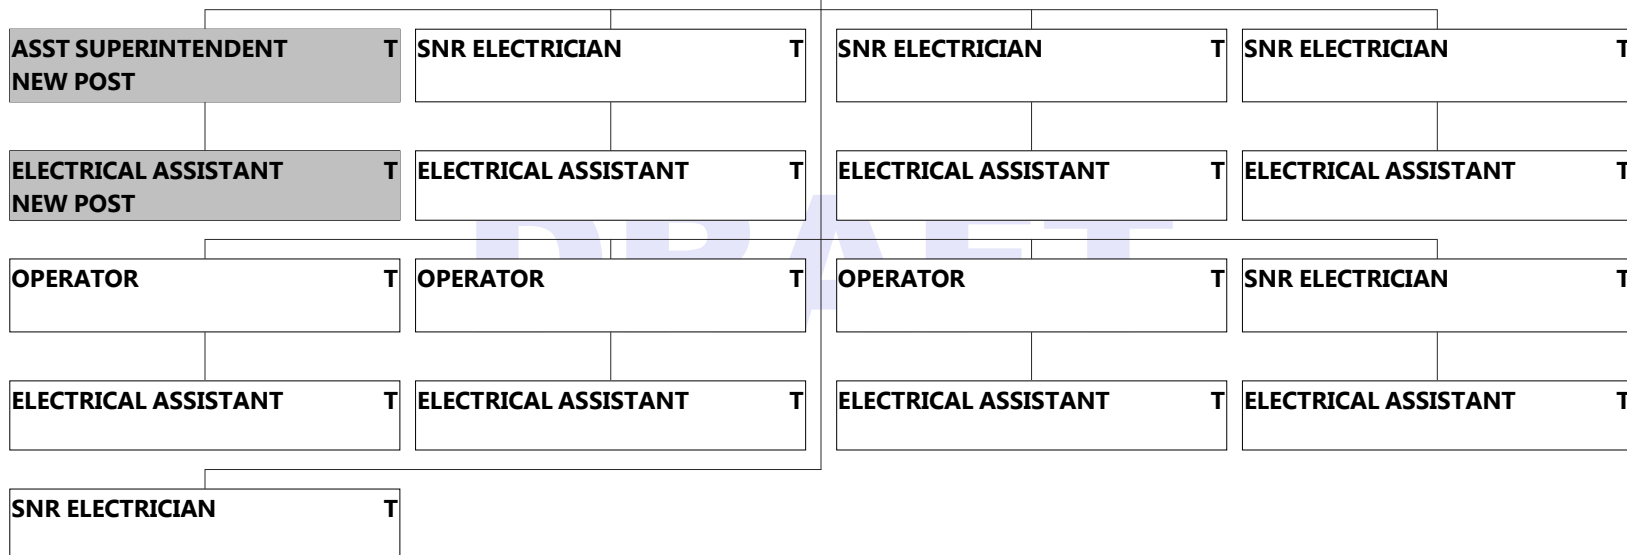 ASST SUPERINTENDENT T
NEW POST
SNR ELECTRICIAN T
SNR ELECTRICIAN T
SNR ELECTRICIAN T
ELECTRICAL ASSISTANT T
NEW POST
ELECTRICAL ASSISTANT T
ELECTRICAL ASSISTANT T
ELECTRICAL ASSISTANT T
DRAFT
OPERATOR T
OPERATOR T
OPERATOR T
SNR ELECTRICIAN T
ELECTRICAL ASSISTANT T
ELECTRICAL ASSISTANT T
ELECTRICAL ASSISTANT T
ELECTRICAL ASSISTANT T
SNR ELECTRICIAN T